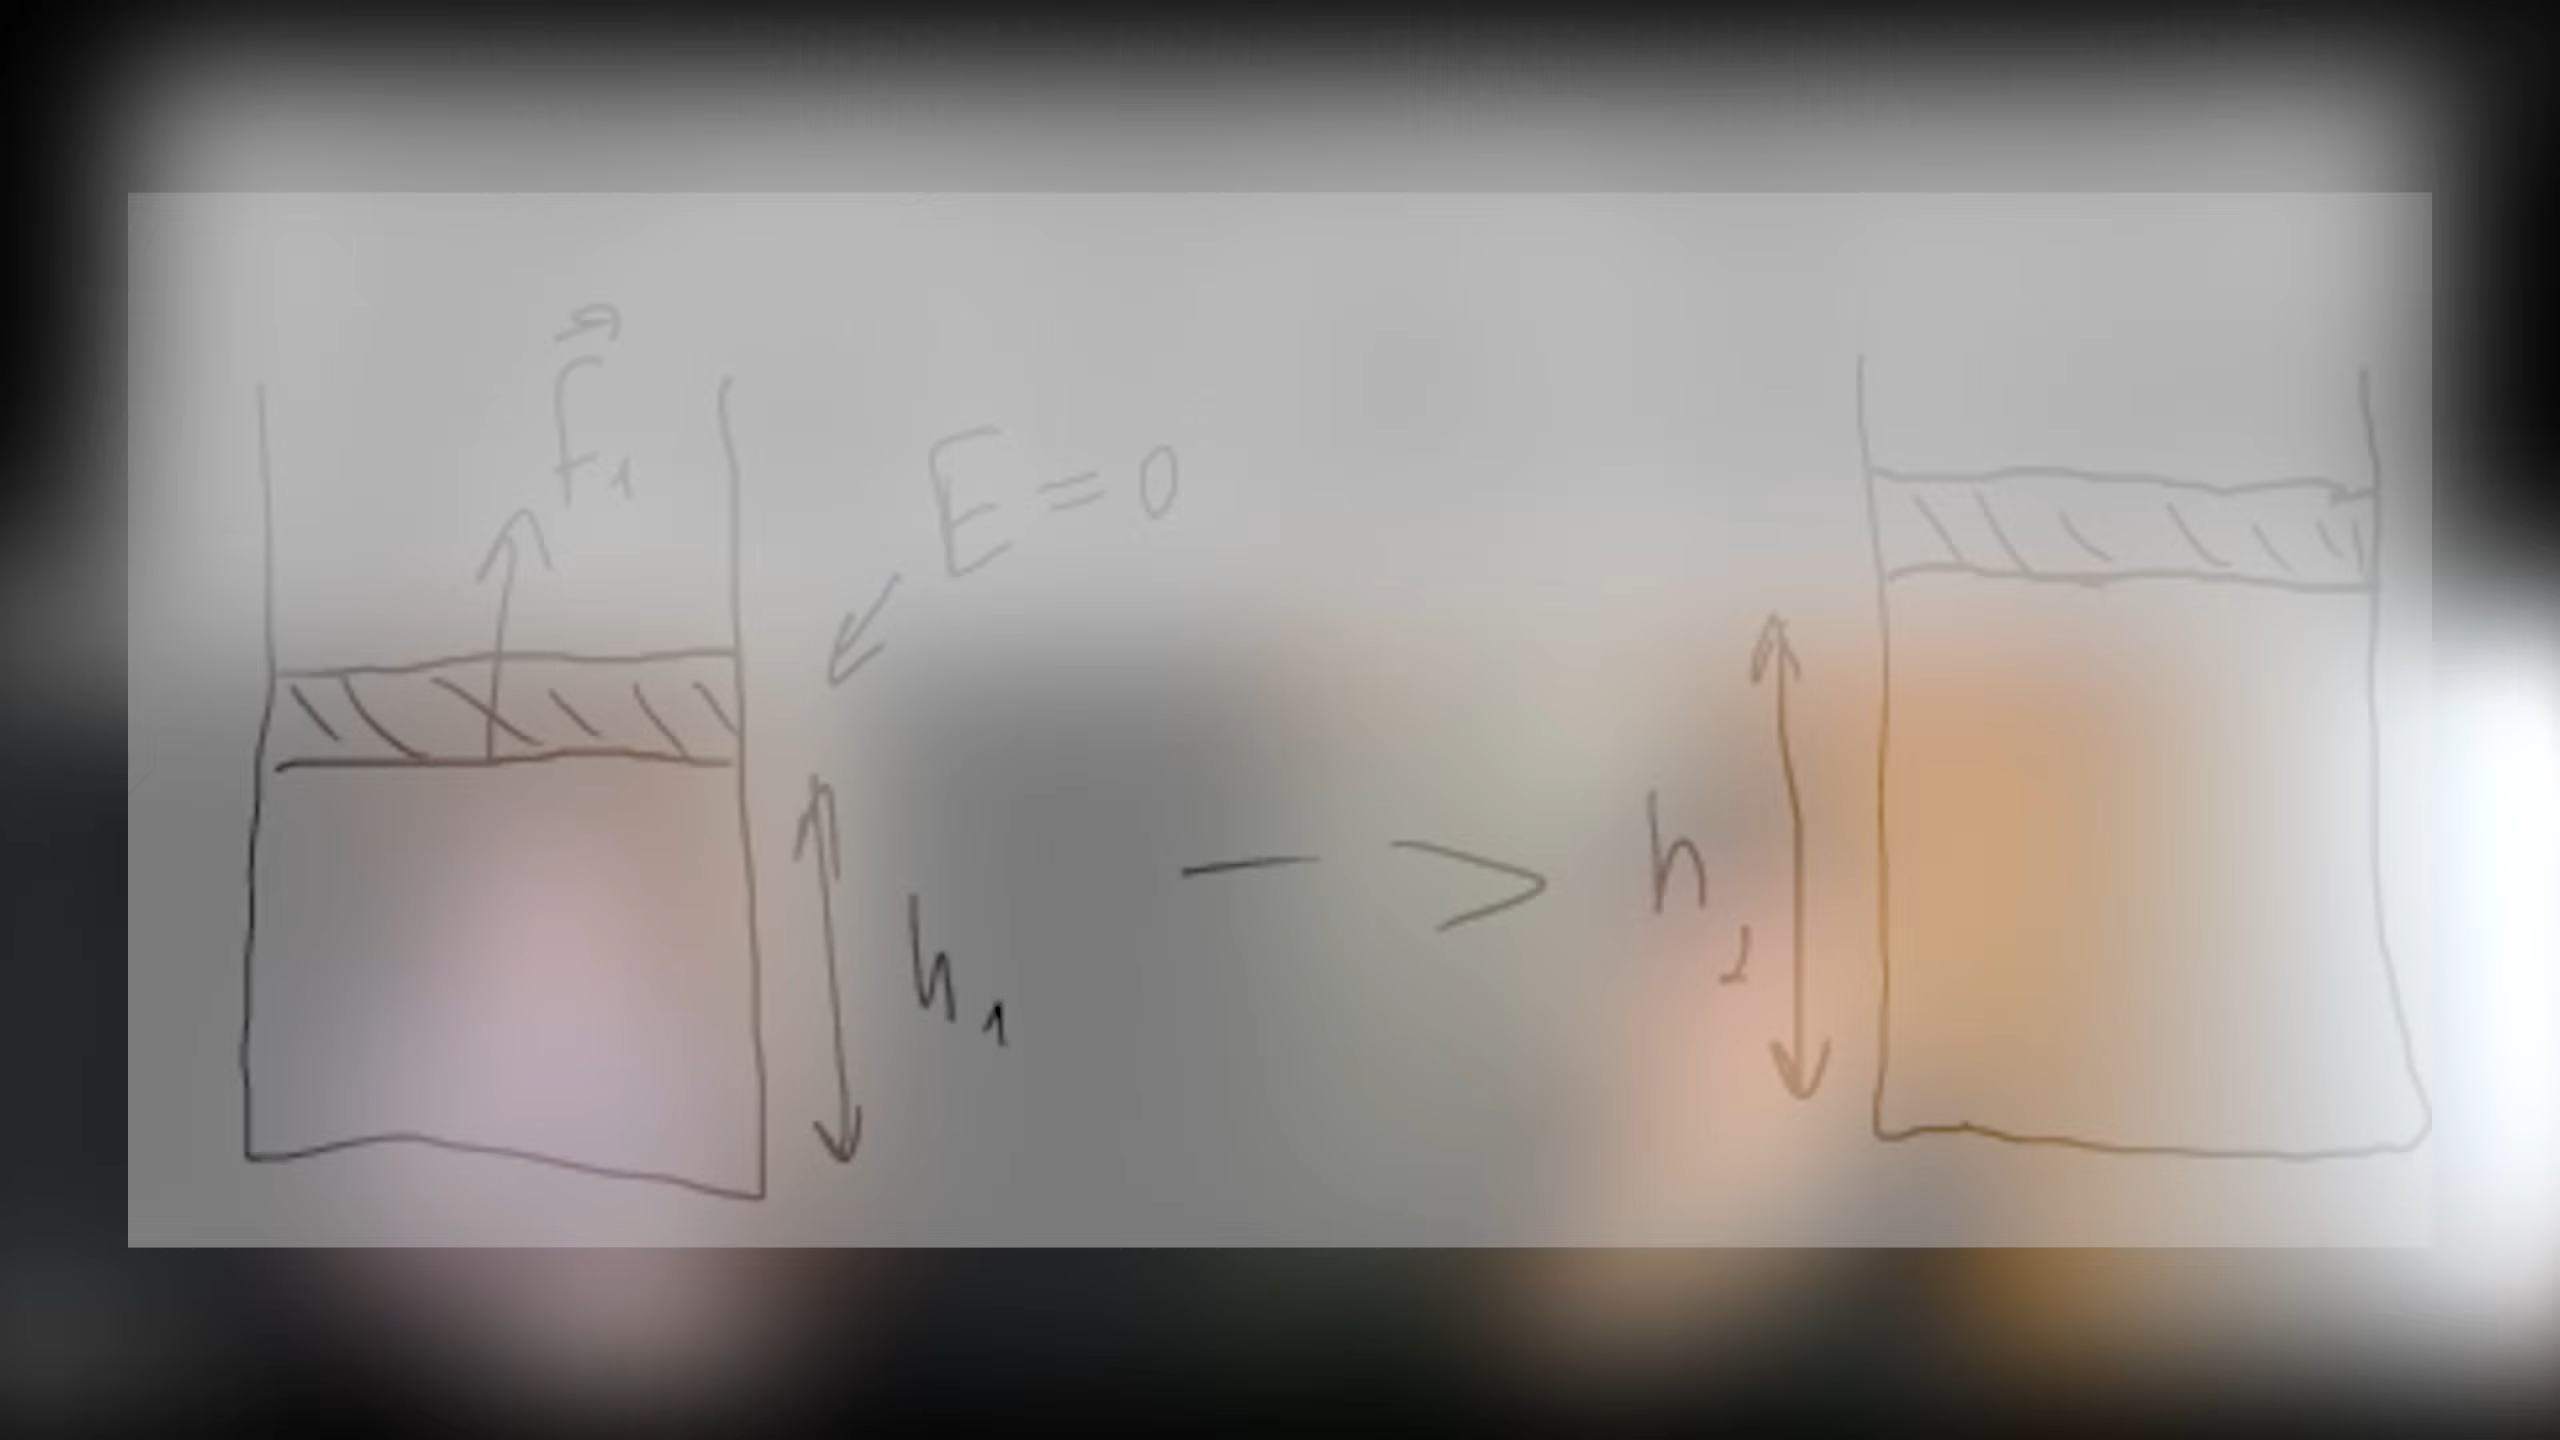 F₁
E = 0
h₁
->
h₂